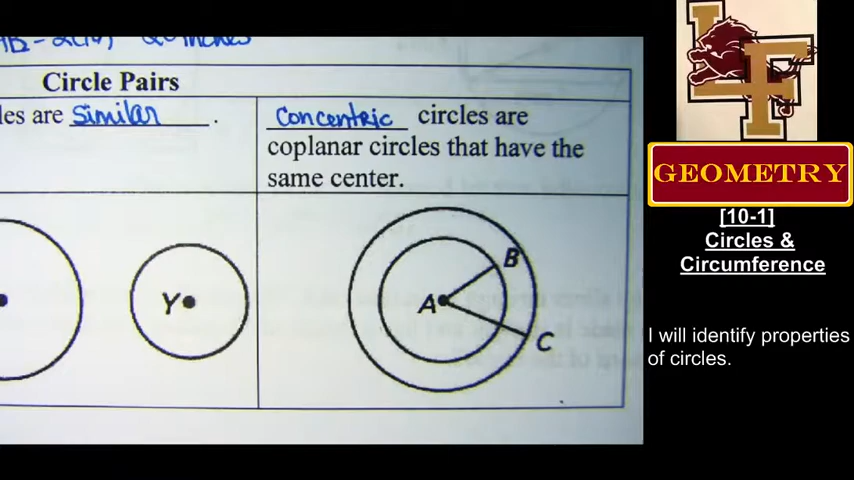 Circle Pairs
les are similar .
concentric circles are
coplanar circles that have the
same center.
Y
A
B
C
LF
GEOMETRY
[10-1]
Circles &
Circumference
I will identify properties
of circles.